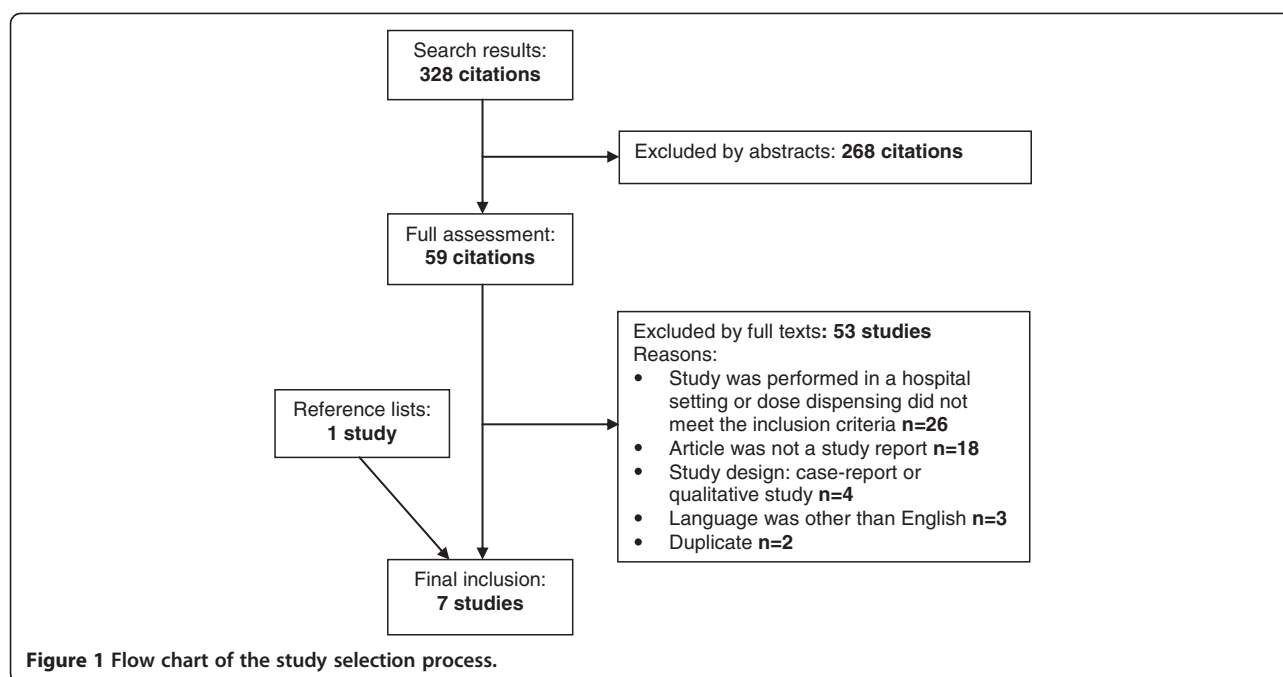 Search results:
328 citations
Excluded by abstracts: 268 citations
Full assessment:
59 citations
Excluded by full texts: 53 studies
Reasons:
• Study was performed in a hospital
setting or dose dispensing did not
meet the inclusion criteria n=26
• Article was not a study report n=18
• Study design: case-report or
qualitative study n=4
• Language was other than English n=3
• Duplicate n=2
Reference lists:
1 study
Final inclusion:
7 studies
Figure 1 Flow chart of the study selection process.